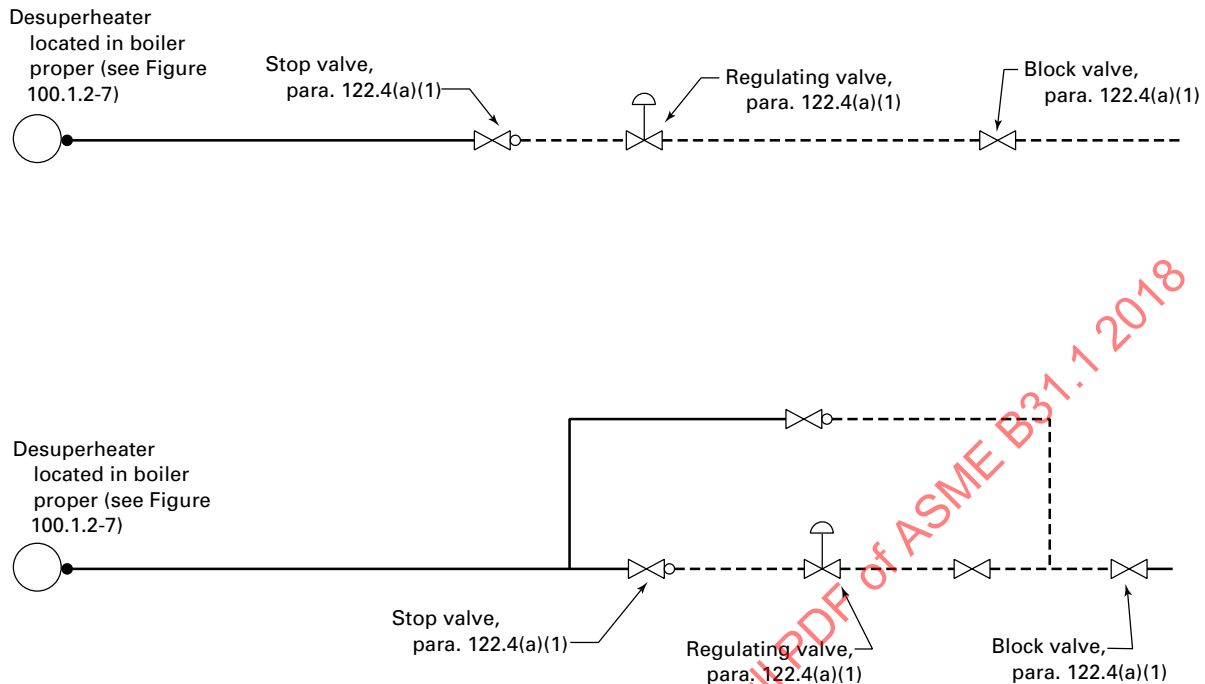 Desuperheater
located in boiler
proper (see Figure
100.1.2-7)
Stop valve,
para. 122.4(a)(1)
Regulating valve,
para. 122.4(a)(1)
Block valve,
para. 122.4(a)(1)
Desuperheater
located in boiler
proper (see Figure
100.1.2-7)
Stop valve,
para. 122.4(a)(1)
Regulating valve,
para. 122.4(a)(1)
Block valve,
para. 122.4(a)(1)
PDF of ASME B31.1 2018